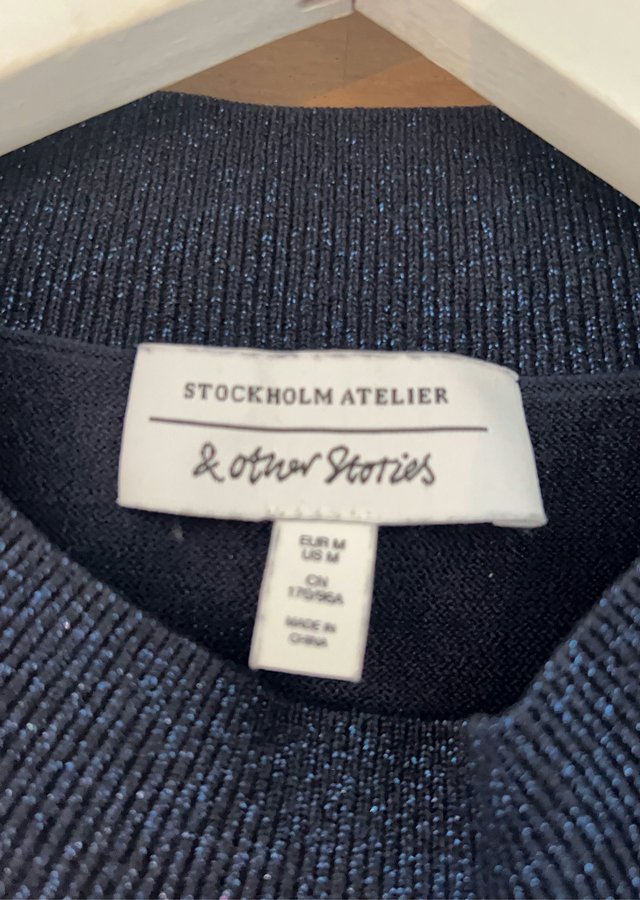 STOCKHOLM ATELIER
& other Stories
EUR M
US M
CN
170/96A
MADE IN
CHINA